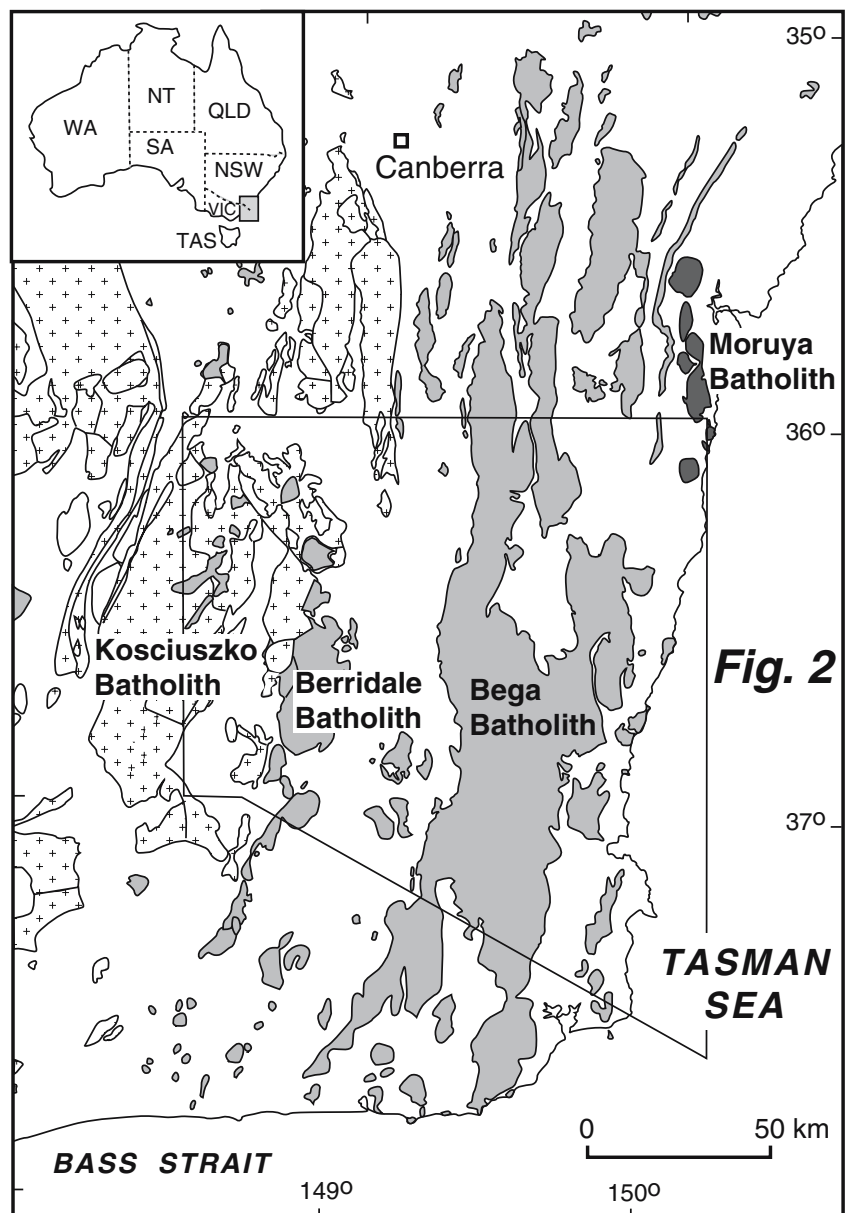 WA
NT
QLD
SA
NSW
VIC
TAS
35º
Canberra
Moruya
Batholith
36º
Kosciuszko
Batholith
Berridale
Batholith
Bega
Batholith
Fig. 2
37º
TASMAN
SEA
0 50 km
BASS STRAIT
149º 150º